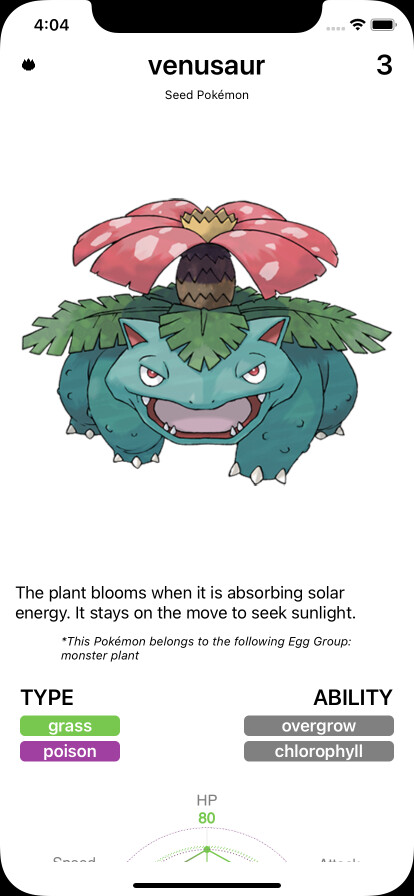 4:04
venusaur
3
Seed Pokémon
The plant blooms when it is absorbing solar
energy. It stays on the move to seek sunlight.
*This Pokémon belongs to the following Egg Group:
monster plant
TYPE
ABILITY
grass
overgrow
poison
chlorophyll
HP
80
Speed
Attack